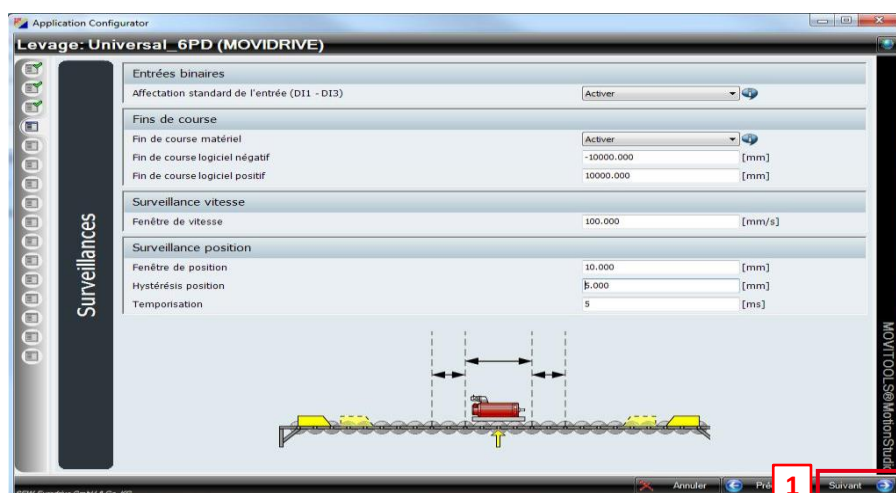 Application Configurator
Levage: Universal_6PD (MOVIDRIVE)
Surveillances
Entrées binaires
Affectation standard de l'entrée (DI1 - DI3) Activer
Fins de course
Fin de course matériel Activer
Fin de course logiciel négatif -10000.000 [mm]
Fin de course logiciel positif 10000.000 [mm]
Surveillance vitesse
Fenêtre de vitesse 100.000 [mm/s]
Surveillance position
Fenêtre de position 10.000 [mm]
Hystérésis position 5.000 [mm]
Temporisation 5 [ms]
MOVITOOLS®MotionStudio
Annuler
1 Suivant